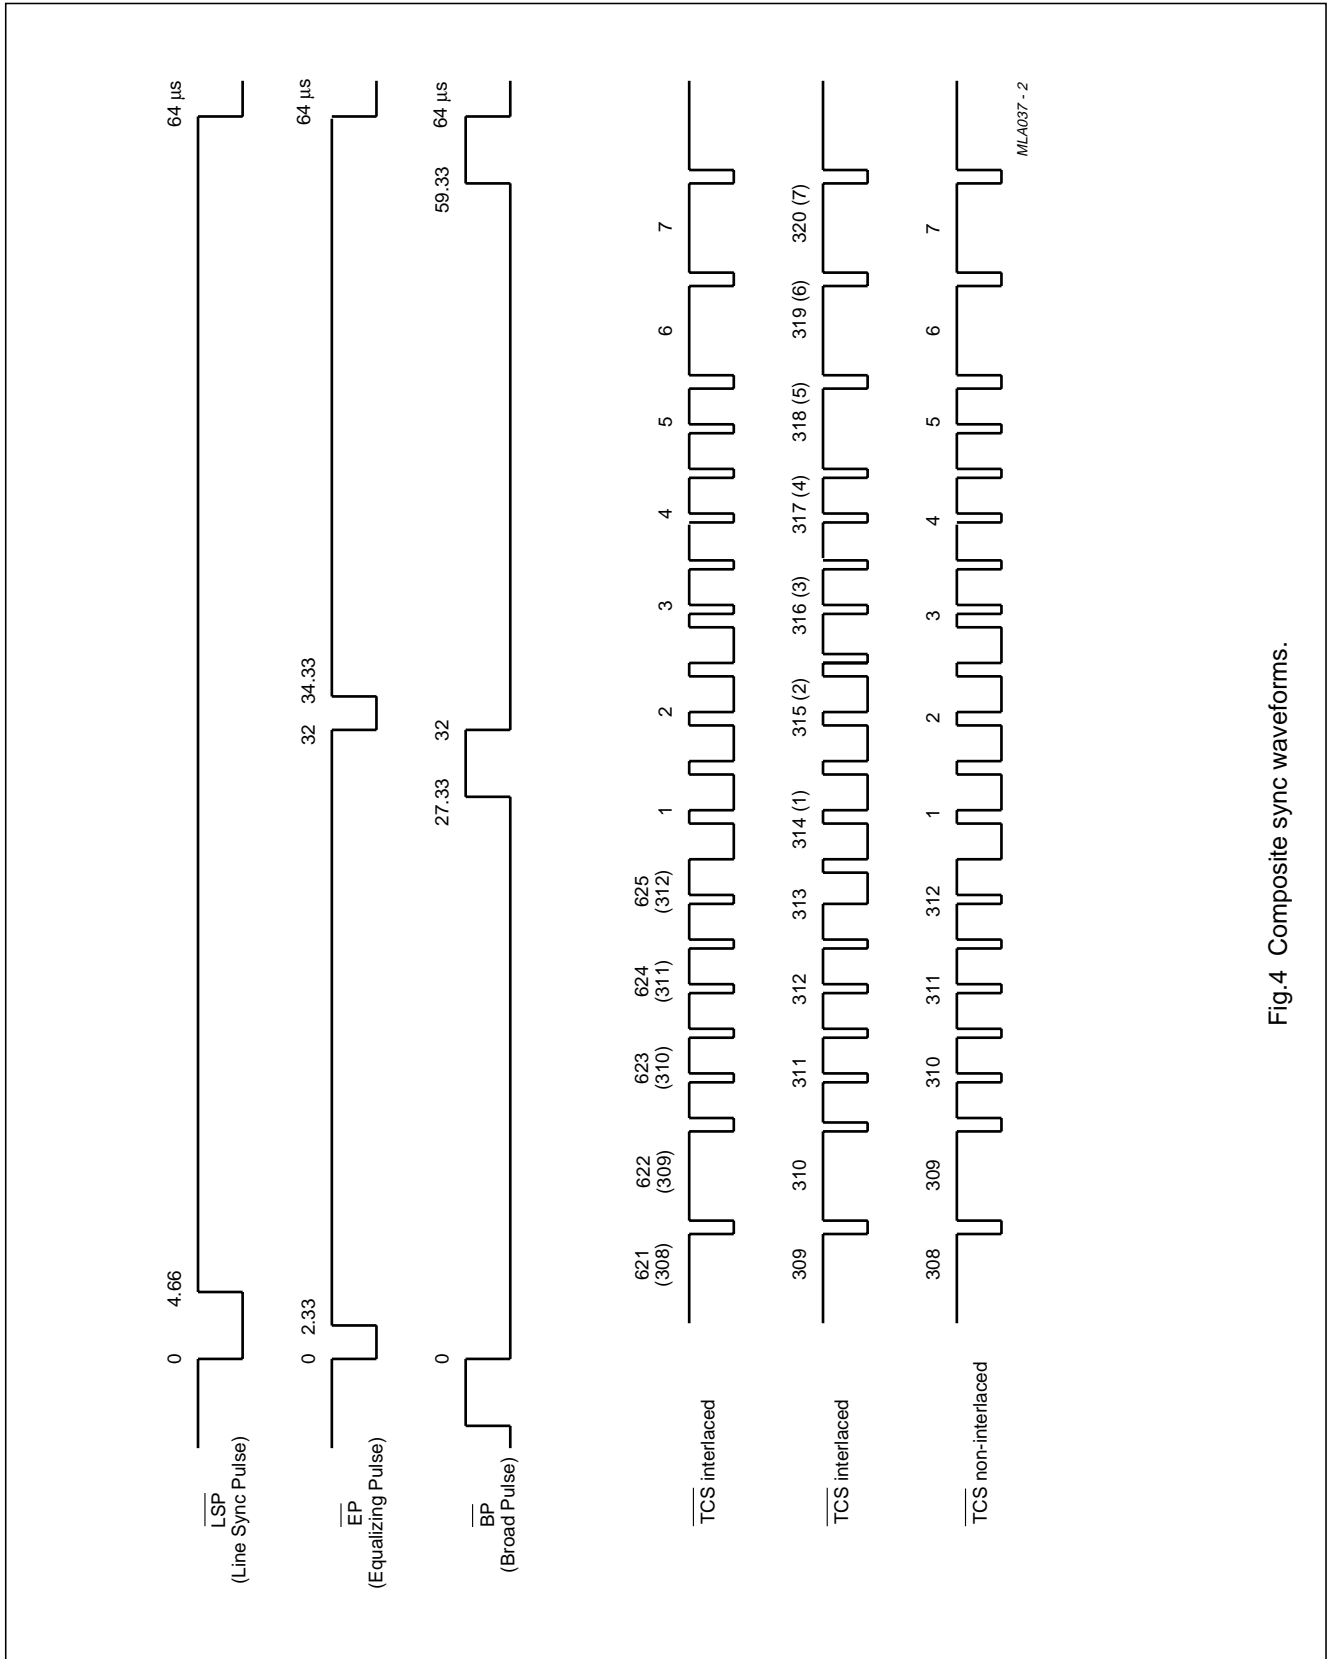 0 4.66 64 µs
LSP
(Line Sync Pulse)
0 2.33 32 34.33 64 µs
EP
(Equalizing Pulse)
0 27.33 32 59.33 64 µs
BP
(Broad Pulse)
621 622 623 624 625 1 2 3 4 5 6 7
(308) (309) (310) (311) (312)
TCS interlaced
309 310 311 312 313 314 (1) 315 (2) 316 (3) 317 (4) 318 (5) 319 (6) 320 (7)
TCS interlaced
308 309 310 311 312 1 2 3 4 5 6 7
TCS non-interlaced
MLA037 - 2
Fig.4 Composite sync waveforms.